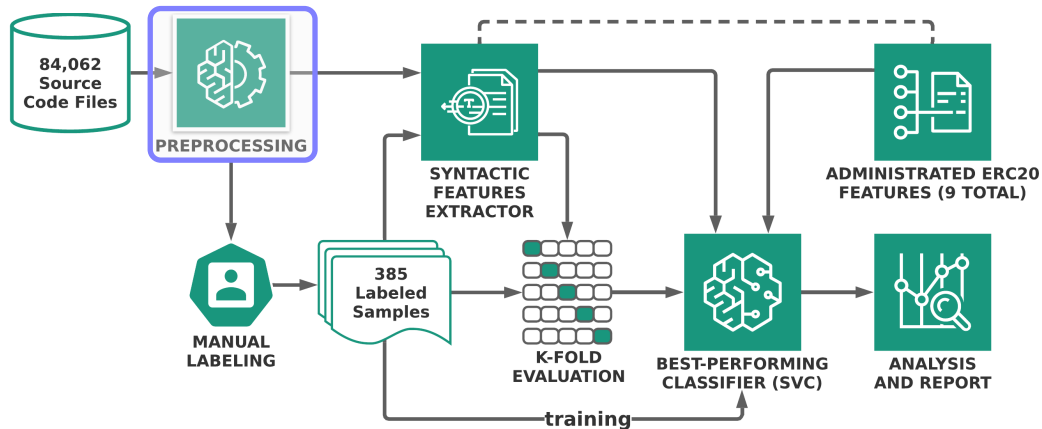 84,062
Source
Code Files
PREPROCESSING
SYNTACTIC
FEATURES
EXTRACTOR
ADMINISTRATED ERC20
FEATURES (9 TOTAL)
MANUAL
LABELING
385
Labeled
Samples
K-FOLD
EVALUATION
BEST-PERFORMING
CLASSIFIER (SVC)
ANALYSIS
AND REPORT
training